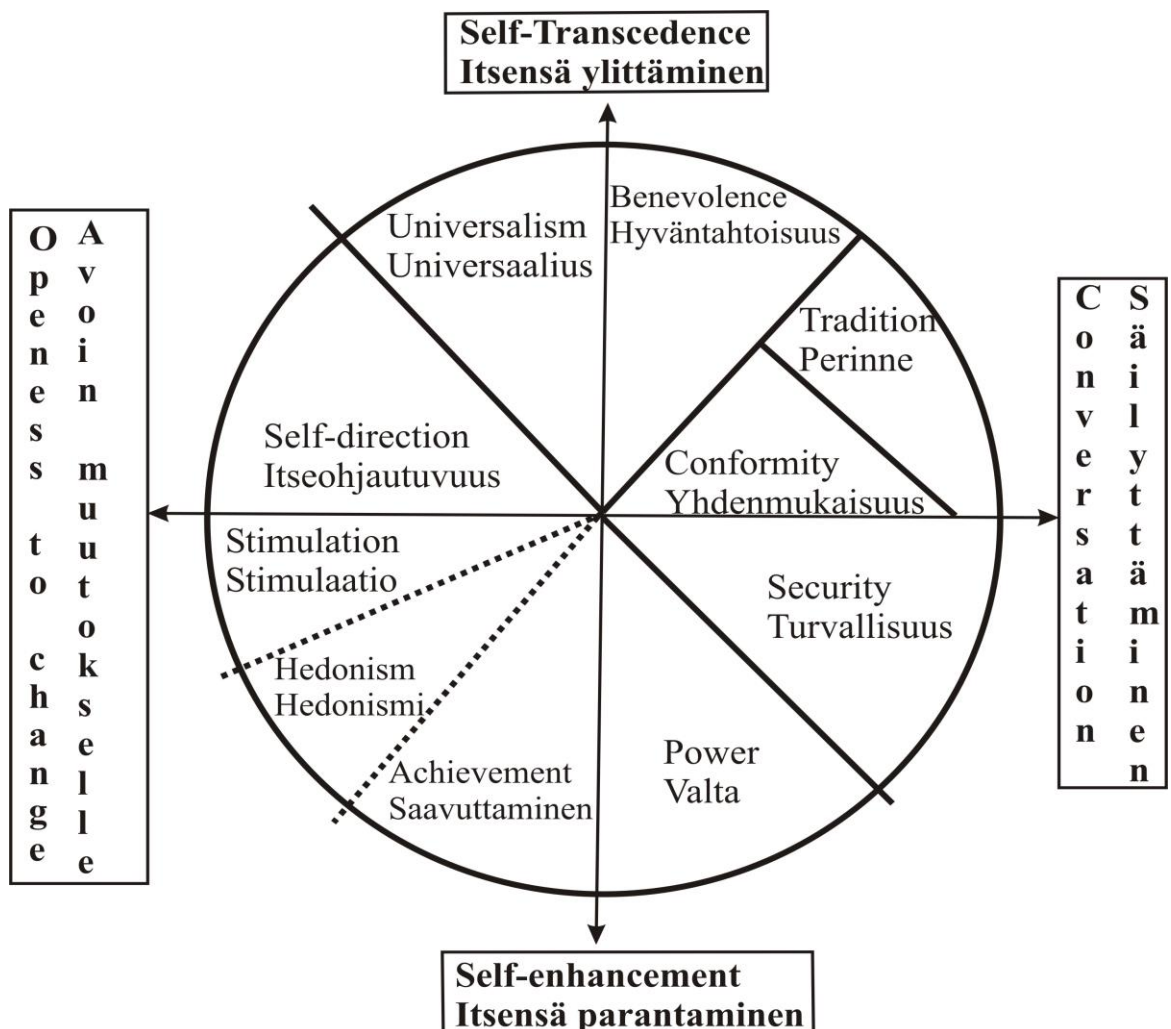 Self-Transcedence
Itsensä ylittäminen
Benevolence
Hyväntahtoisuus
Universalism
Universaalius
Openess to change
Avoin muutokselle
Tradition
Perinne
Conversation
Säilyttäminen
Self-direction
Itseohjautuvuus
Conformity
Yhdenmukaisuus
Stimulation
Stimulaatio
Security
Turvallisuus
Hedonism
Hedonismi
Power
Valta
Achievement
Saavuttaminen
Self-enhancement
Itsensä parantaminen